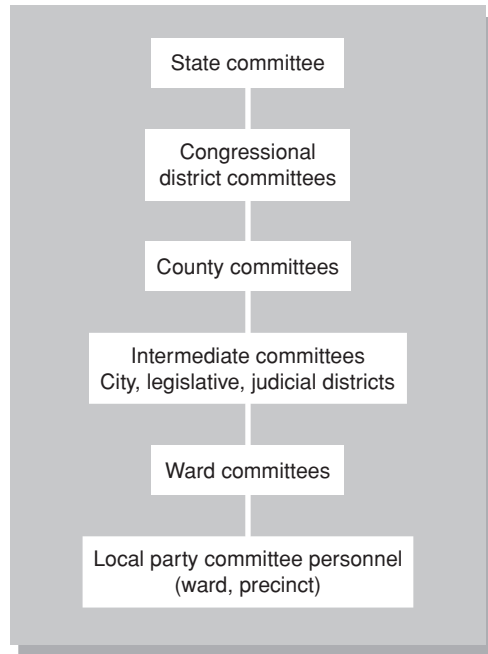 State committee
Congressional
district committees
County committees
Intermediate committees
City, legislative, judicial districts
Ward committees
Local party committee personnel
(ward, precinct)